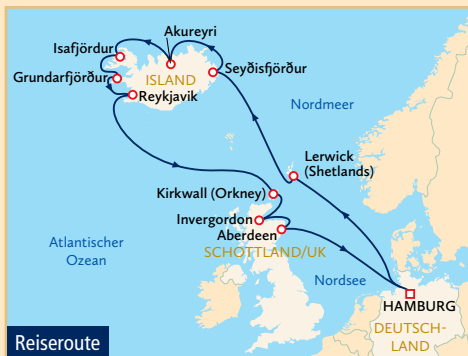 Akureyri
Isafjördur
Grundarfjörður
ISLAND
Seyðisfjörður
Reykjavik
Nordmeer
Lerwick
(Shetlands)
Kirkwall (Orkney)
Invergordon
Aberdeen
Atlantischer
Ozean
SCHOTTLAND/UK
Nordsee
HAMBURG
DEUTSCH-
LAND
Reiseroute